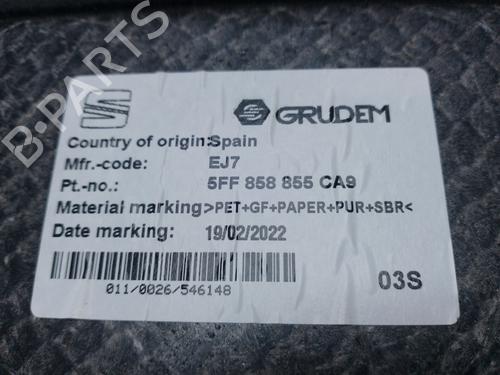 B-PARTS
GRUDEM
Country of origin: Spain
Mfr.-code: EJ7
Pt.-no.: 5FF 858 855 CA9
Material marking >PET+GF+PAPER+PUR+SBR<
Date marking: 19/02/2022
011/0026/546148
03S